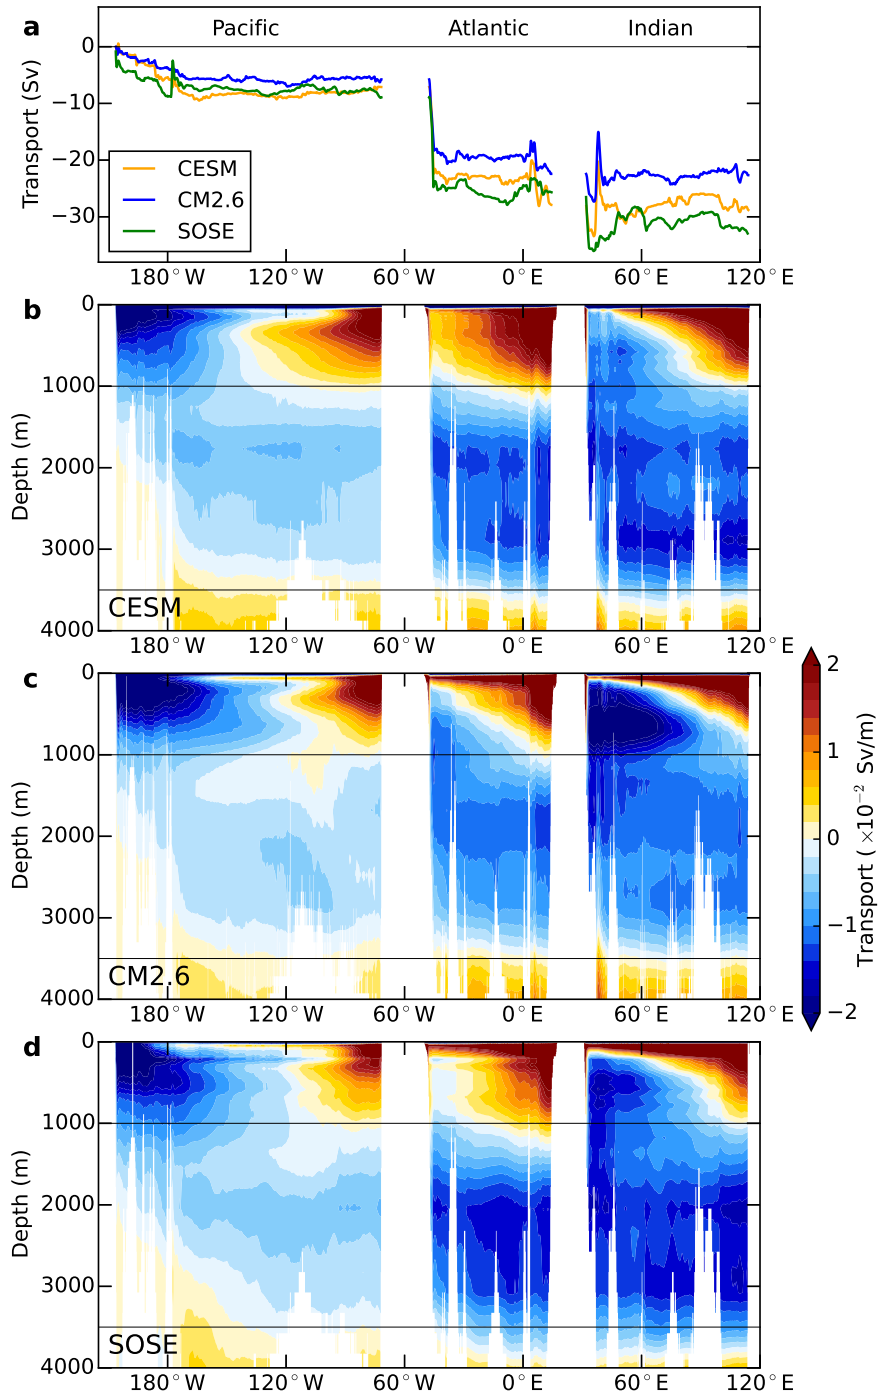 a
Pacific Atlantic Indian
0
−10
−20
−30
Transport (Sv)
CESM
CM2.6
SOSE
180°W 120°W 60°W 0°E 60°E 120°E
b
0
1000
2000
3000
4000
Depth (m)
CESM
180°W 120°W 60°W 0°E 60°E 120°E
c
0
1000
2000
3000
4000
Depth (m)
CM2.6
180°W 120°W 60°W 0°E 60°E 120°E
2
1
0
−1
−2
Transport ( ×10⁻² Sv/m)
d
0
1000
2000
3000
4000
Depth (m)
SOSE
180°W 120°W 60°W 0°E 60°E 120°E